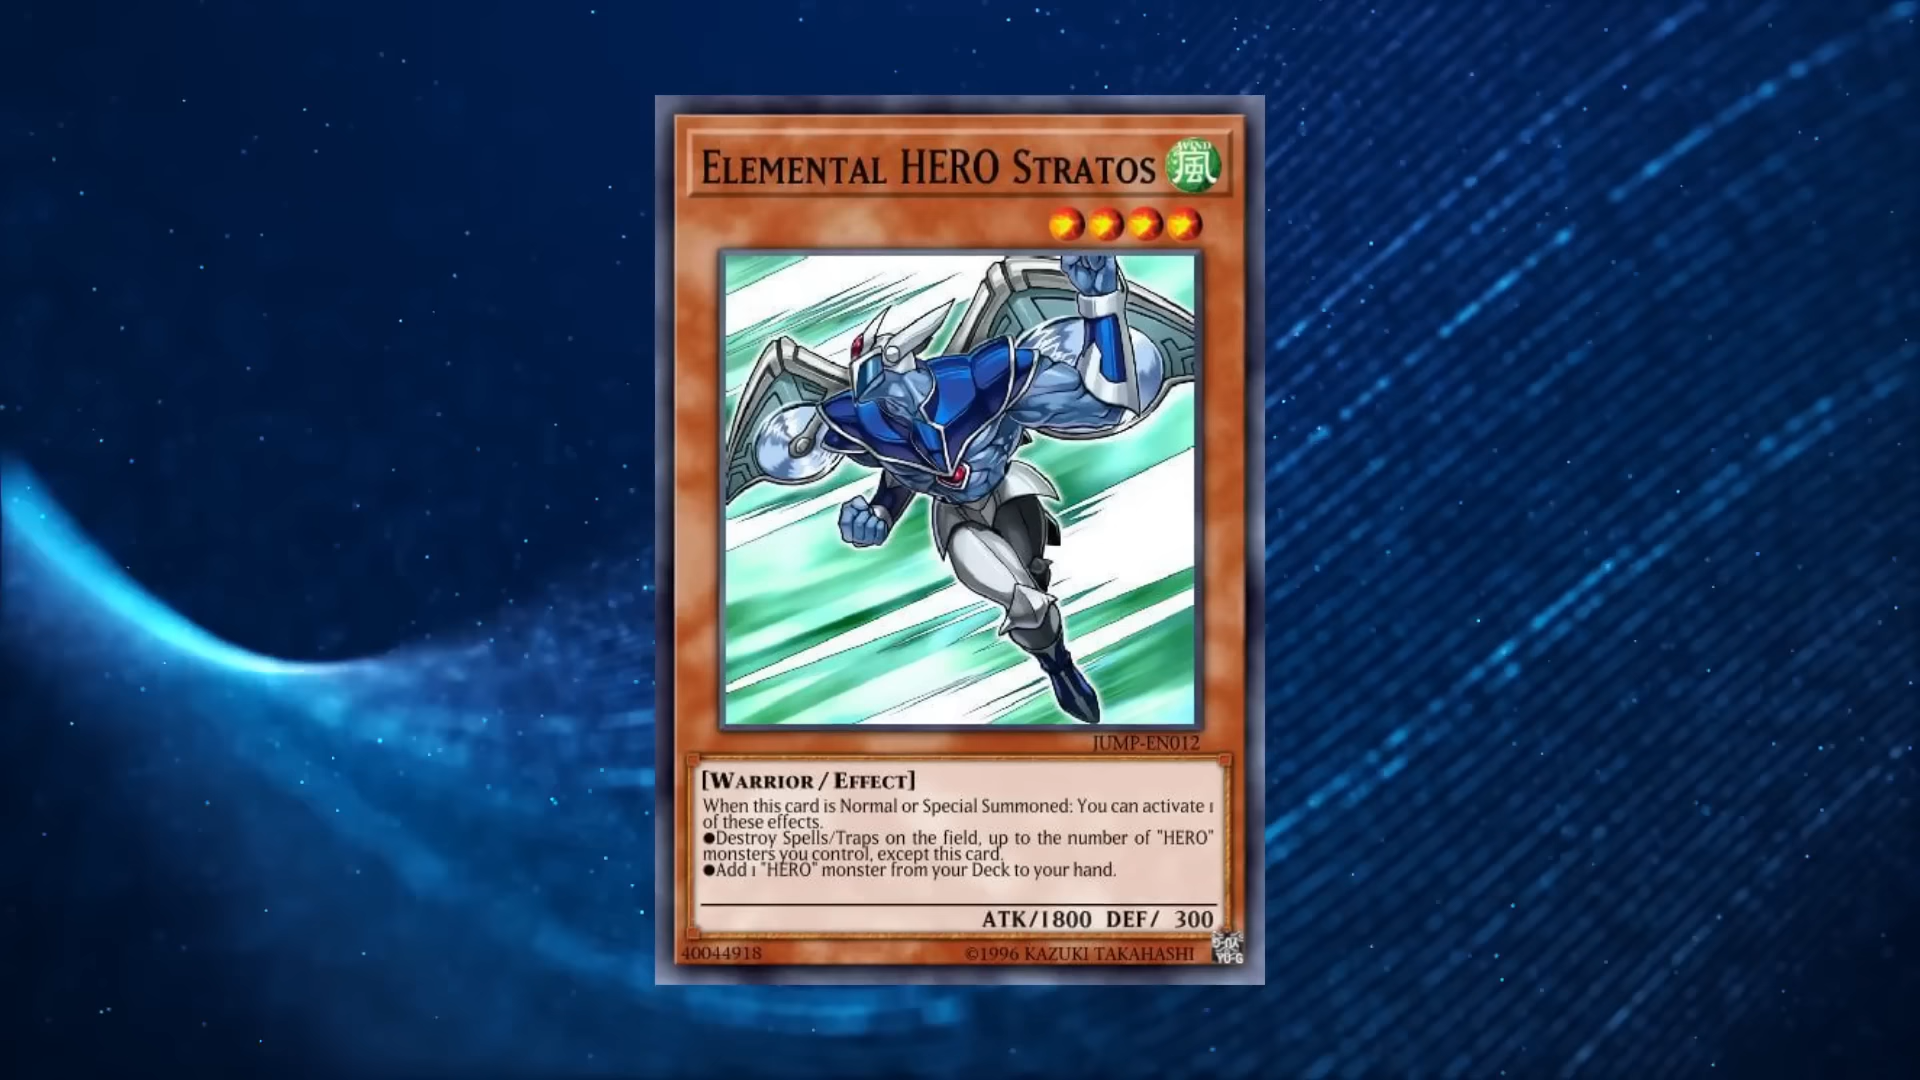 ELEMENTAL HERO STRATOS
WIND
風
JUMP-EN012
[WARRIOR / EFFECT]
When this card is Normal or Special Summoned: You can activate 1
of these effects.
●Destroy Spells/Traps on the field, up to the number of "HERO"
monsters you control, except this card.
●Add 1 "HERO" monster from your Deck to your hand.
ATK/1800 DEF/ 300
40044918
©1996 KAZUKI TAKAHASHI